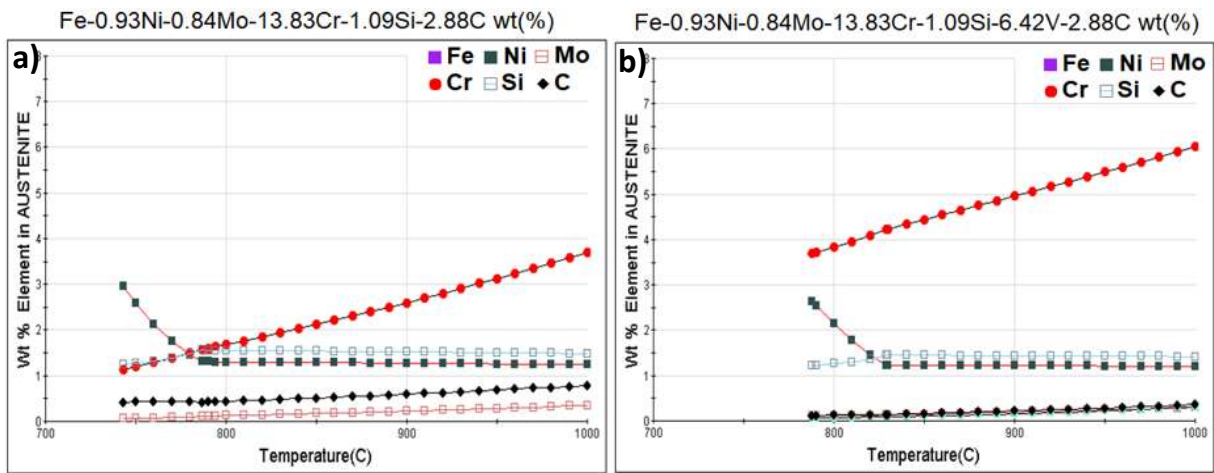 Fe-0.93Ni-0.84Mo-13.83Cr-1.09Si-2.88C wt(%)
a)
Fe Ni Mo
Cr Si C
Wt % Element in AUSTENITE
8
7
6
5
4
3
2
1
0
700 800 900 1000
Temperature(C)
Fe-0.93Ni-0.84Mo-13.83Cr-1.09Si-6.42V-2.88C wt(%)
b)
Fe Ni Mo
Cr Si C
Wt % Element in AUSTENITE
8
7
6
5
4
3
2
1
0
700 800 900 1000
Temperature(C)